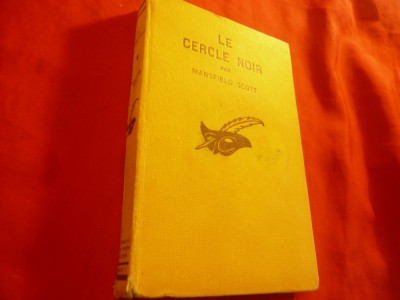 LE
CERCLE NOIR
PAR
MANSFIELD SCOTT